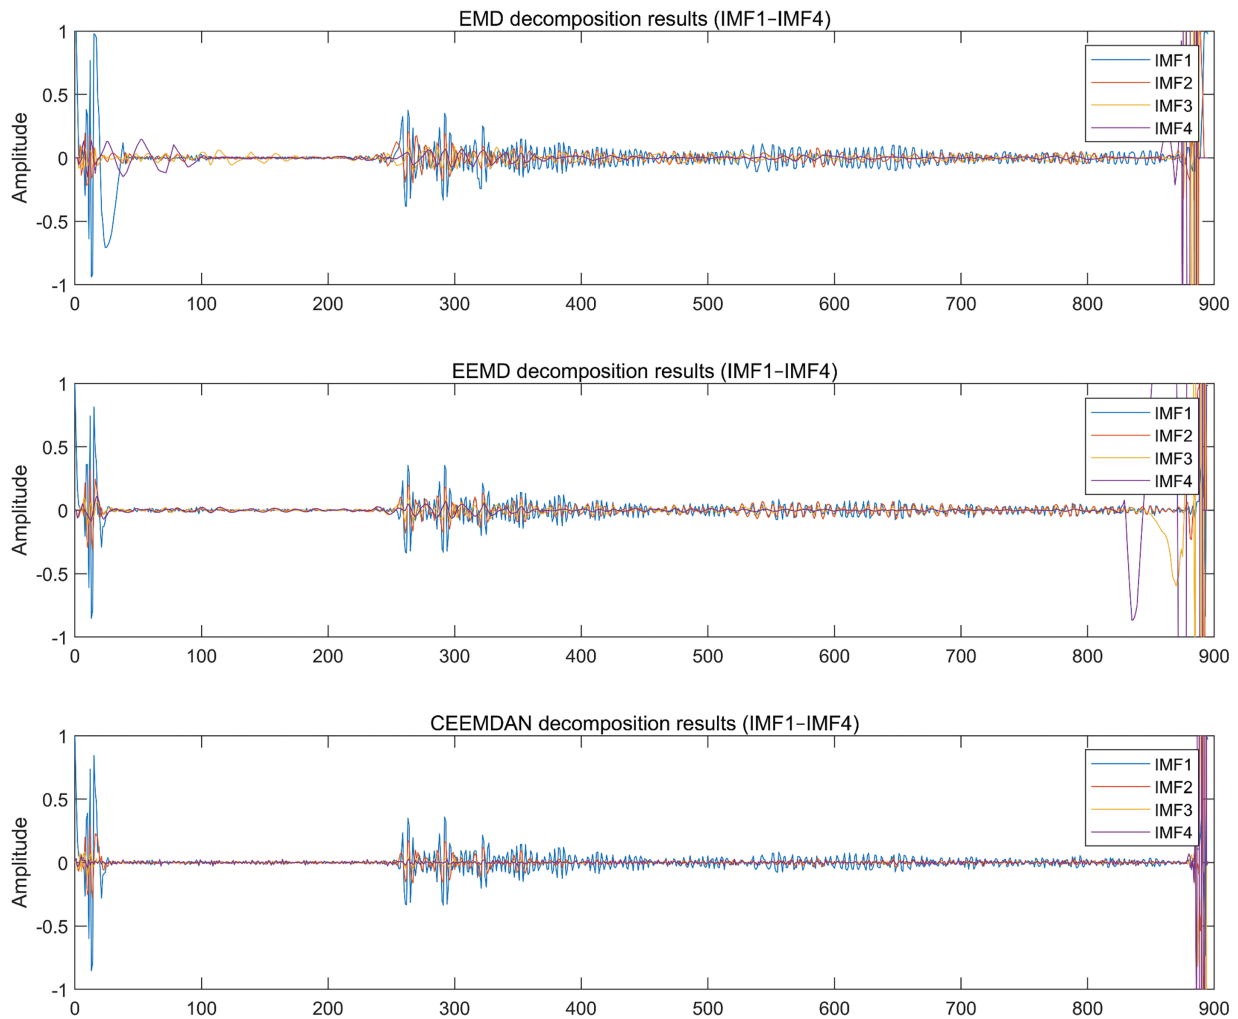 EMD decomposition results (IMF1–IMF4)
1
0.5
0
-0.5
-1
Amplitude
IMF1
IMF2
IMF3
IMF4
0 100 200 300 400 500 600 700 800 900
EEMD decomposition results (IMF1–IMF4)
1
0.5
0
-0.5
-1
Amplitude
IMF1
IMF2
IMF3
IMF4
0 100 200 300 400 500 600 700 800 900
CEEMDAN decomposition results (IMF1–IMF4)
1
0.5
0
-0.5
-1
Amplitude
IMF1
IMF2
IMF3
IMF4
0 100 200 300 400 500 600 700 800 900